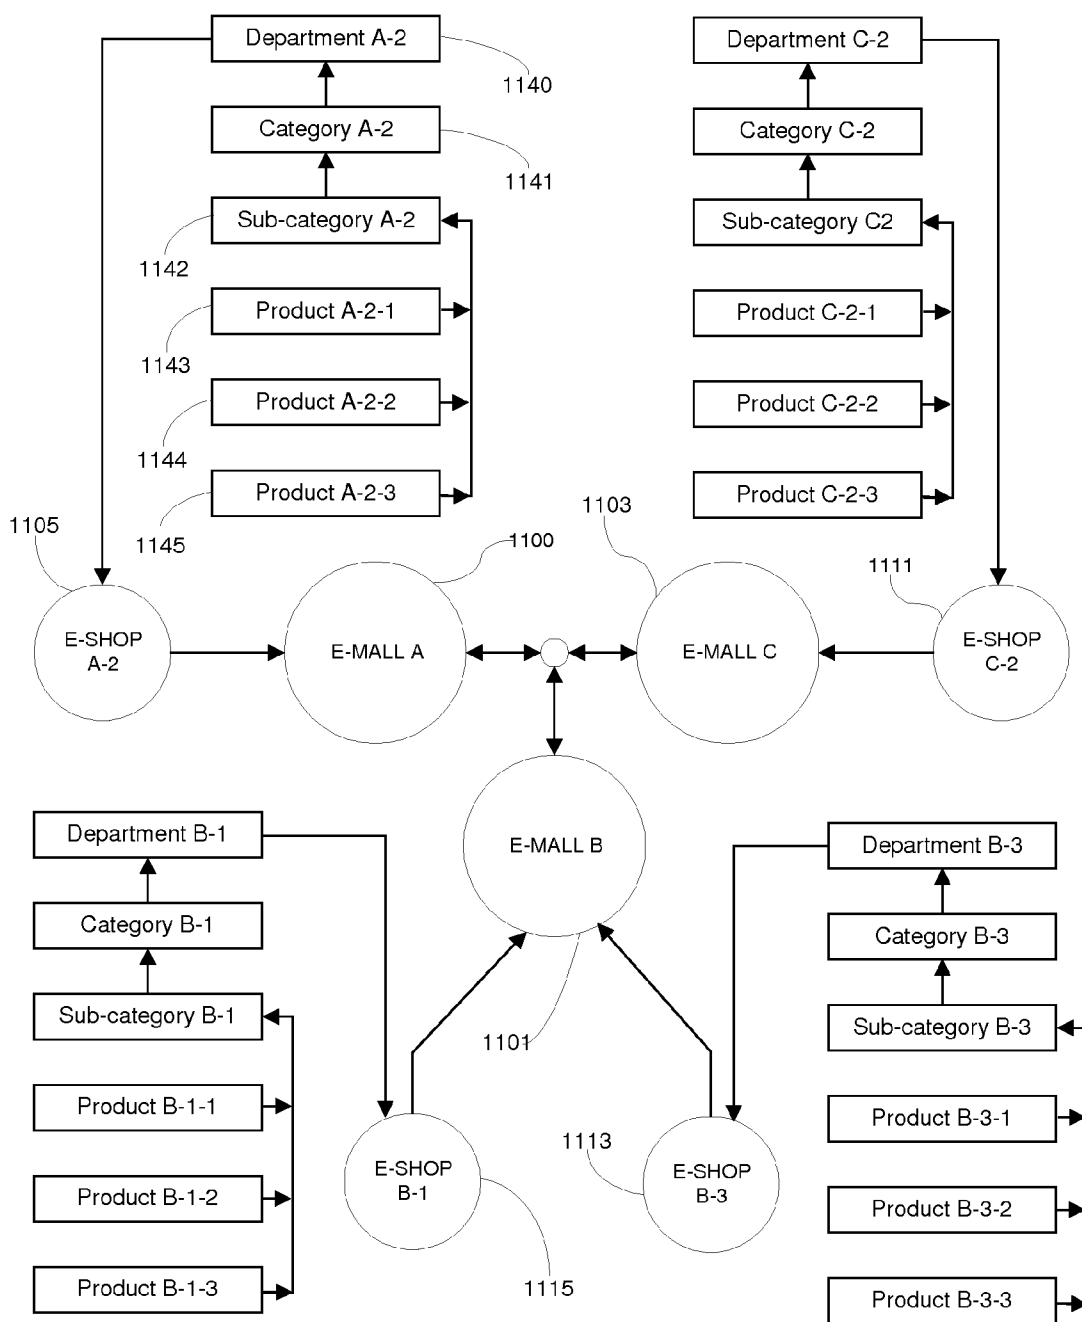 Department A-2
1140
Category A-2
1141
Sub-category A-2
1142
Product A-2-1
1143
Product A-2-2
1144
Product A-2-3
1145
Department C-2
Category C-2
Sub-category C2
Product C-2-1
Product C-2-2
Product C-2-3
1105
1100
1103
1111
E-SHOP
A-2
E-MALL A
E-MALL C
E-SHOP
C-2
E-MALL B
1101
Department B-1
Category B-1
Sub-category B-1
Product B-1-1
Product B-1-2
Product B-1-3
E-SHOP
B-1
1115
1113
E-SHOP
B-3
Department B-3
Category B-3
Sub-category B-3
Product B-3-1
Product B-3-2
Product B-3-3